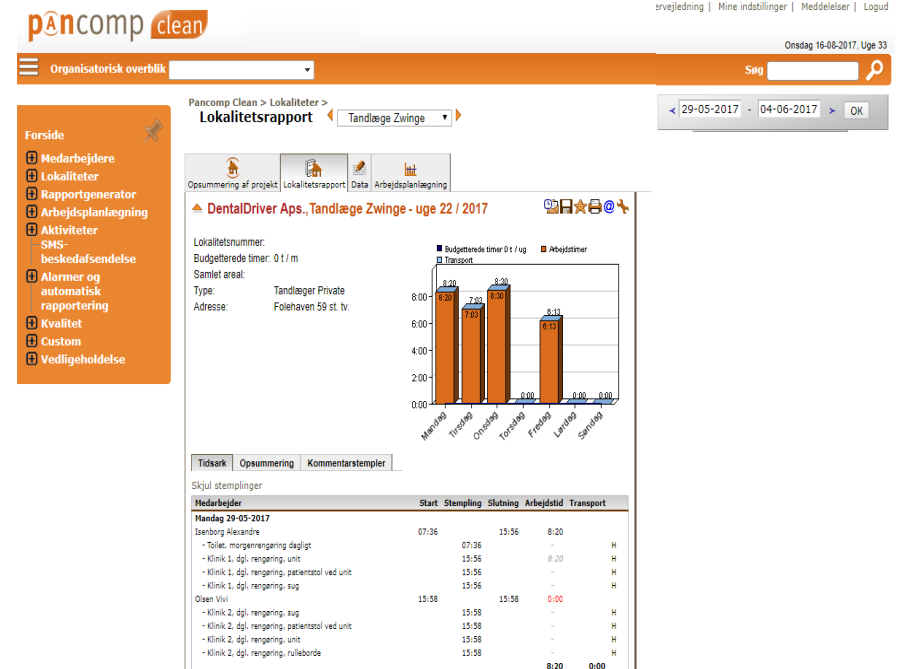 ervejledning | Mine indstillinger | Meddelelser | Logud
pancomp clean
Onsdag 16-08-2017, Uge 33
Organisatorisk overblik
Søg
< 29-05-2017 - 04-06-2017 > OK
Pancomp Clean > Lokaliteter >
Lokalitetsrapport Tandlæge Zwinge
Forside
Medarbejdere
Lokaliteter
Rapportgenerator
Arbejdsplanlægning
Aktiviteter
SMS-
beskedafsendelse
Alarmer og
automatisk
rapportering
Kvalitet
Custom
Vedligeholdelse
Opsummering af projekt Lokalitetsrapport Data Arbejdsplanlægning
DentalDriver Aps.,Tandlæge Zwinge - uge 22 / 2017
Lokalitetsnummer:
Budgetterede timer: 0 t / m
Samlet areal:
Type: Tandlæger Private
Adresse: Folehaven 59 st. tv.
Budgetterede timer 0 t / ug Arbejdstimer
Transport
8:20 7:03 8:30 0:00 6:13 0:00 0:00
8:20 7:03 8:30 6:13
8:00
6:00
4:00
2:00
0:00
Mandag Tirsdag Onsdag Torsdag Fredag Lørdag Søndag
Tidsark Opsummering Kommentarstempler
Skjul stemplinger
Medarbejder Start Stempling Slutning Arbejdstid Transport
Mandag 29-05-2017
Isenborg Alexandre 07:36 15:56 8:20
- Toilet, morgenrengøring dagligt 07:36 - H
- Klinik 1, dgl. rengøring, unit 15:56 8:20 H
- Klinik 1, dgl. rengøring, patientstol ved unit 15:56 - H
- Klinik 1, dgl. rengøring, sug 15:56 - H
Olsen Vivi 15:58 15:58 0:00
- Klinik 2, dgl. rengøring, sug 15:58 - H
- Klinik 2, dgl. rengøring, patientstol ved unit 15:58 - H
- Klinik 2, dgl. rengøring, unit 15:58 - H
- Klinik 2, dgl. rengøring, rulleborde 15:58 - H
8:20 0:00